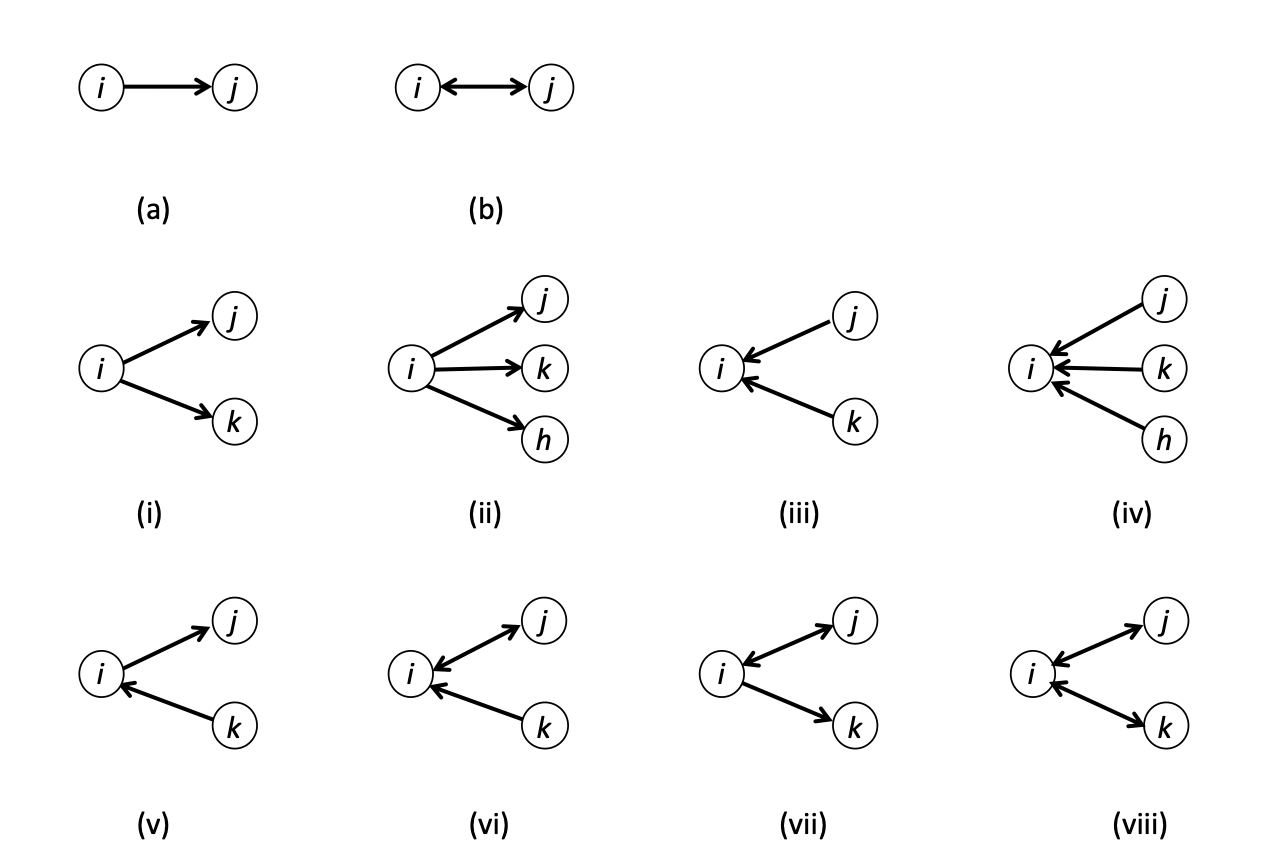 i j i j
(a) (b)
j j j j
i i k i i k
k h k h
(i) (ii) (iii) (iv)
j j j j
i i i i
k k k k
(v) (vi) (vii) (viii)